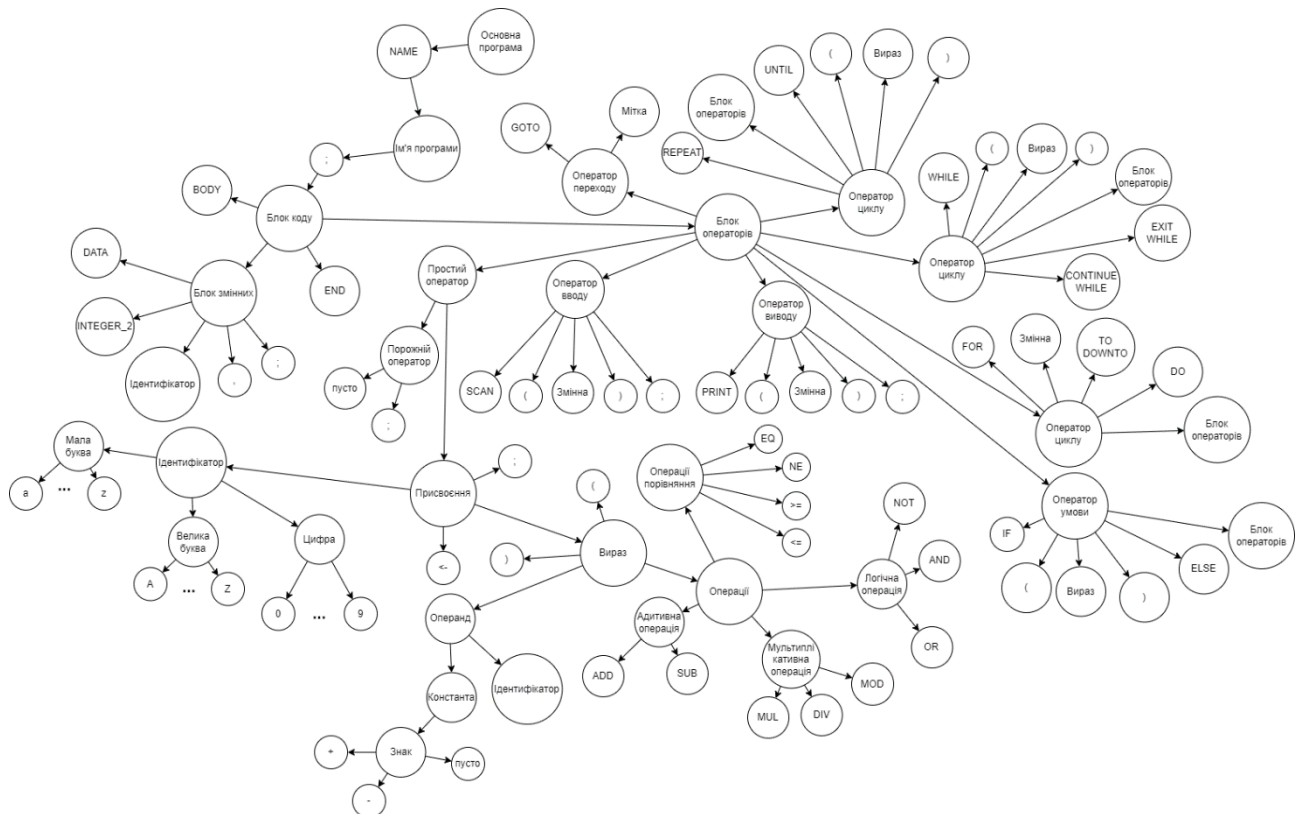 Основна
програма
NAME
Ім'я програми
;
BODY
Блок коду
DATA
Блок змінних
END
INTEGER_2
Ідентифікатор
,
;
GOTO
Мітка
Оператор
переходу
REPEAT
Блок
операторів
UNTIL
(
Вираз
)
Оператор
циклу
Блок
операторів
WHILE
(
Вираз
)
Блок
операторів
EXIT
WHILE
CONTINUE
WHILE
Оператор
циклу
Простий
оператор
Порожній
оператор
пусто
;
Оператор
вводу
SCAN
(
Змінна
)
;
Оператор
виводу
PRINT
(
Змінна
)
;
FOR
Змінна
TO
DOWNTO
DO
Блок
операторів
Оператор
циклу
Оператор
умови
IF
(
Вираз
)
ELSE
Блок
операторів
Мала
буква
a
...
z
Ідентифікатор
Велика
буква
A
...
Z
Цифра
0
...
9
Присвоєння
;
<-
(
)
Вираз
Операції
порівняння
EQ
NE
>=
<=
Операції
Логічна
операція
NOT
AND
OR
Адитивна
операція
ADD
SUB
Мультиплі
кативна
операція
MUL
DIV
MOD
Операнд
Константа
Ідентифікатор
Знак
+
-
пусто